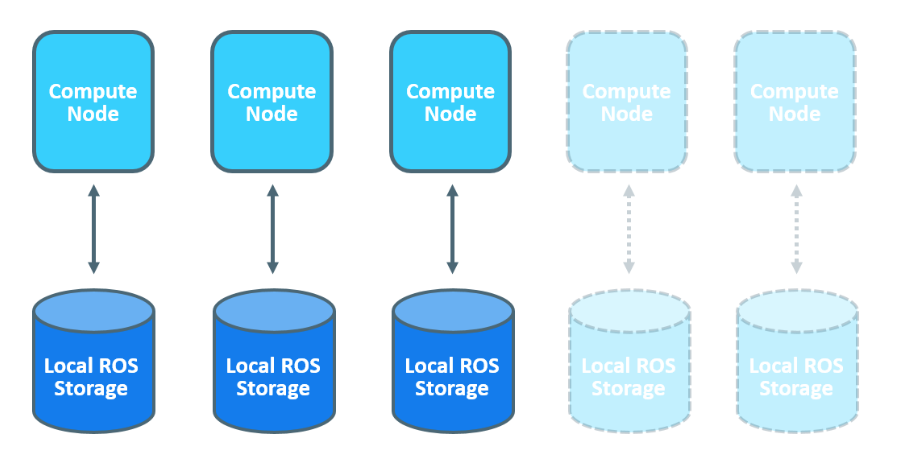 Compute
Node
Compute
Node
Compute
Node
Compute
Node
Compute
Node
Local ROS
Storage
Local ROS
Storage
Local ROS
Storage
Local ROS
Storage
Local ROS
Storage